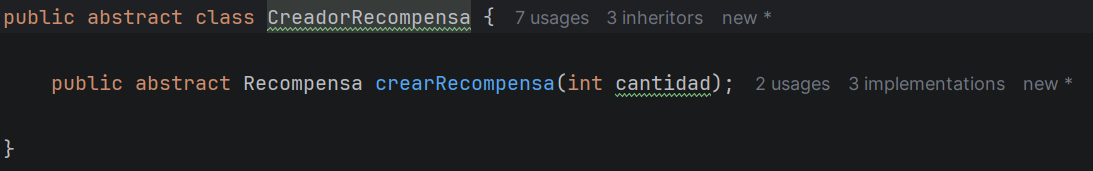 public abstract class CreadorRecompensa { 7 usages 3 inheritors new *
public abstract Recompensa crearRecompensa(int cantidad); 2 usages 3 implementations new *
}